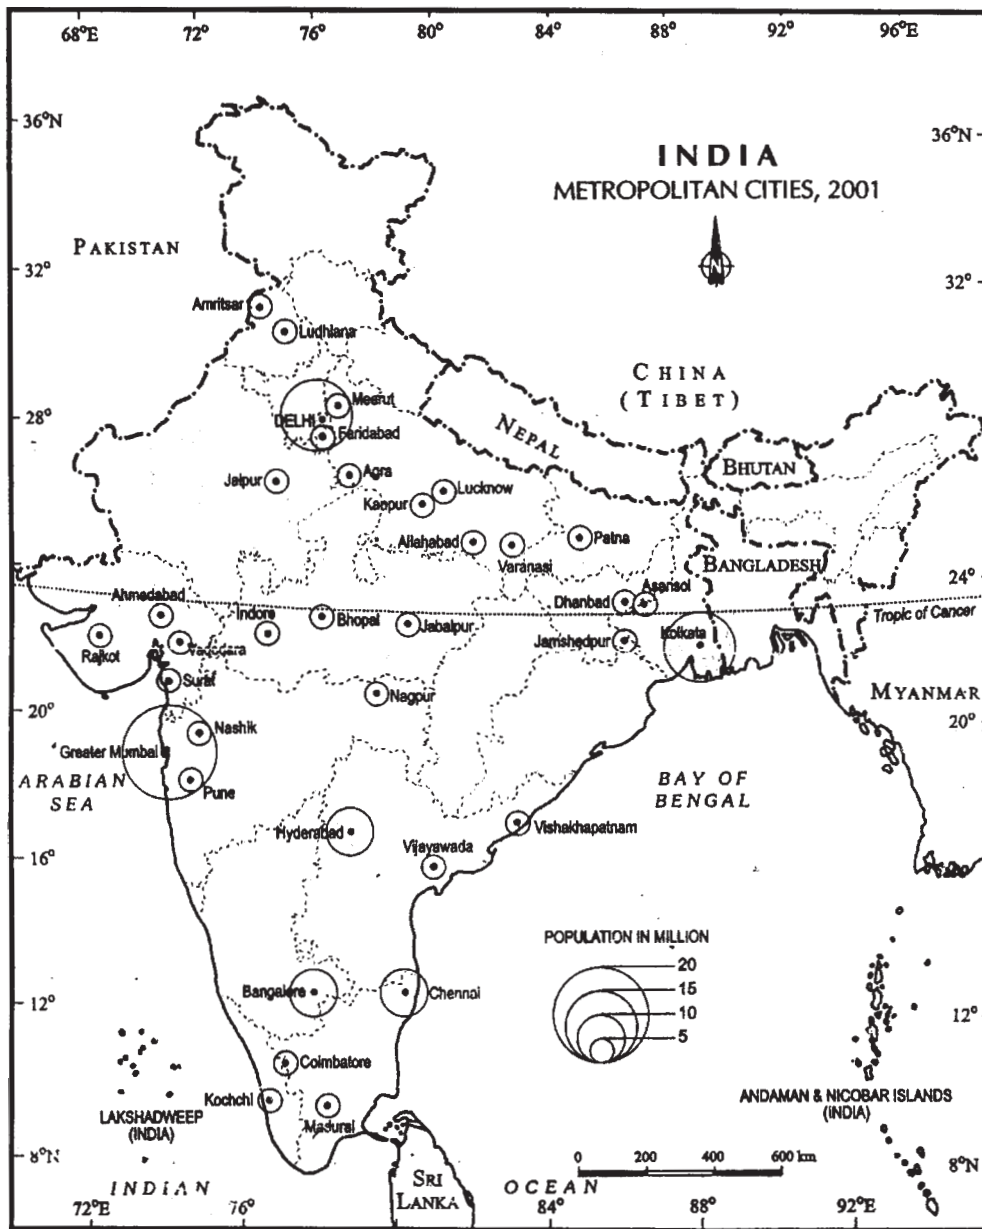 68°E 72° 76° 80° 84° 88° 92° 96°E
36°N
36°N
INDIA
METROPOLITAN CITIES, 2001
N
PAKISTAN
32°
32°
Amritsar
Ludhiana
CHINA
(TIBET)
Meerut
DELHI
Faridabad
28°
NEPAL
BHUTAN
Jaipur
Agra
Lucknow
Kanpur
Allahabad
Varanasi
Patna
BANGLADESH
24°
Ahmedabad
Indore
Bhopal
Jabalpur
Dhanbad
Asansol
Tropic of Cancer
Rajkot
Vadodara
Jamshedpur
Kolkata
Surat
Nagpur
MYANMAR
20°
20°
Nashik
Greater Mumbai
ARABIAN
SEA
Pune
BAY OF
BENGAL
Hyderabad
Vishakhapatnam
Vijayawada
16°
POPULATION IN MILLION
20
15
10
5
Bangalore
Chennai
12°
12°
Coimbatore
Kochchi
Madurai
LAKSHADWEEP
(INDIA)
ANDAMAN & NICOBAR ISLANDS
(INDIA)
8°N
8°N
0 200 400 600 km
SRI
LANKA
INDIAN OCEAN
72°E 76° 84° 88° 92°E